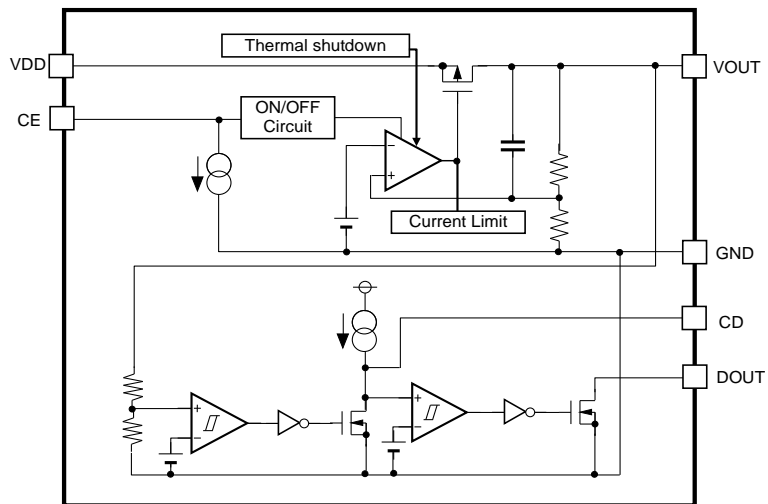 Thermal shutdown
VDD
VOUT
CE
ON/OFF
Circuit
−
+
Current Limit
GND
CD
DOUT
+
−
+
−